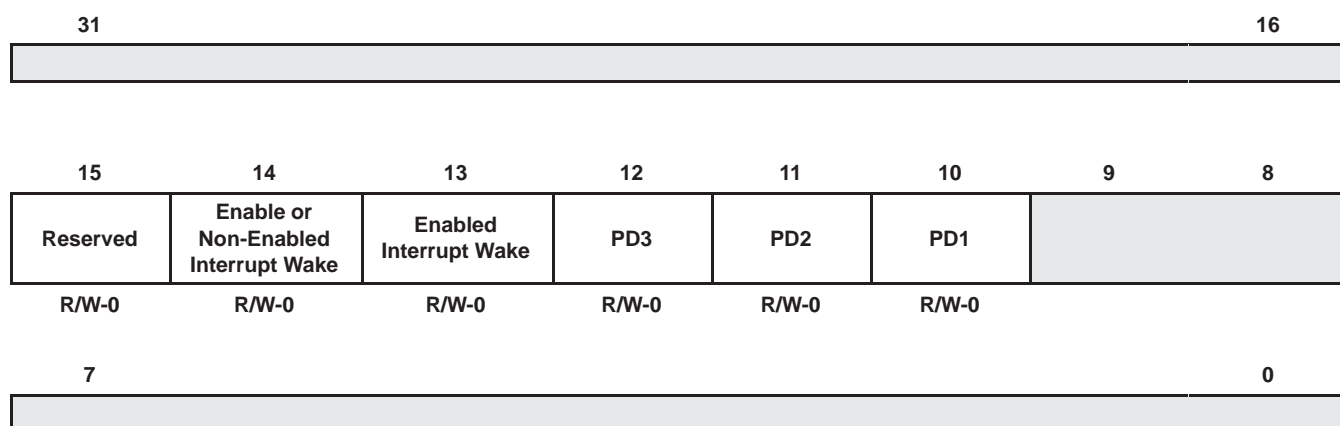 31 16
15 14 13 12 11 10 9 8
Reserved
Enable or
Non-Enabled
Interrupt Wake
Enabled
Interrupt Wake
PD3
PD2
PD1
R/W-0 R/W-0 R/W-0 R/W-0 R/W-0 R/W-0
7 0